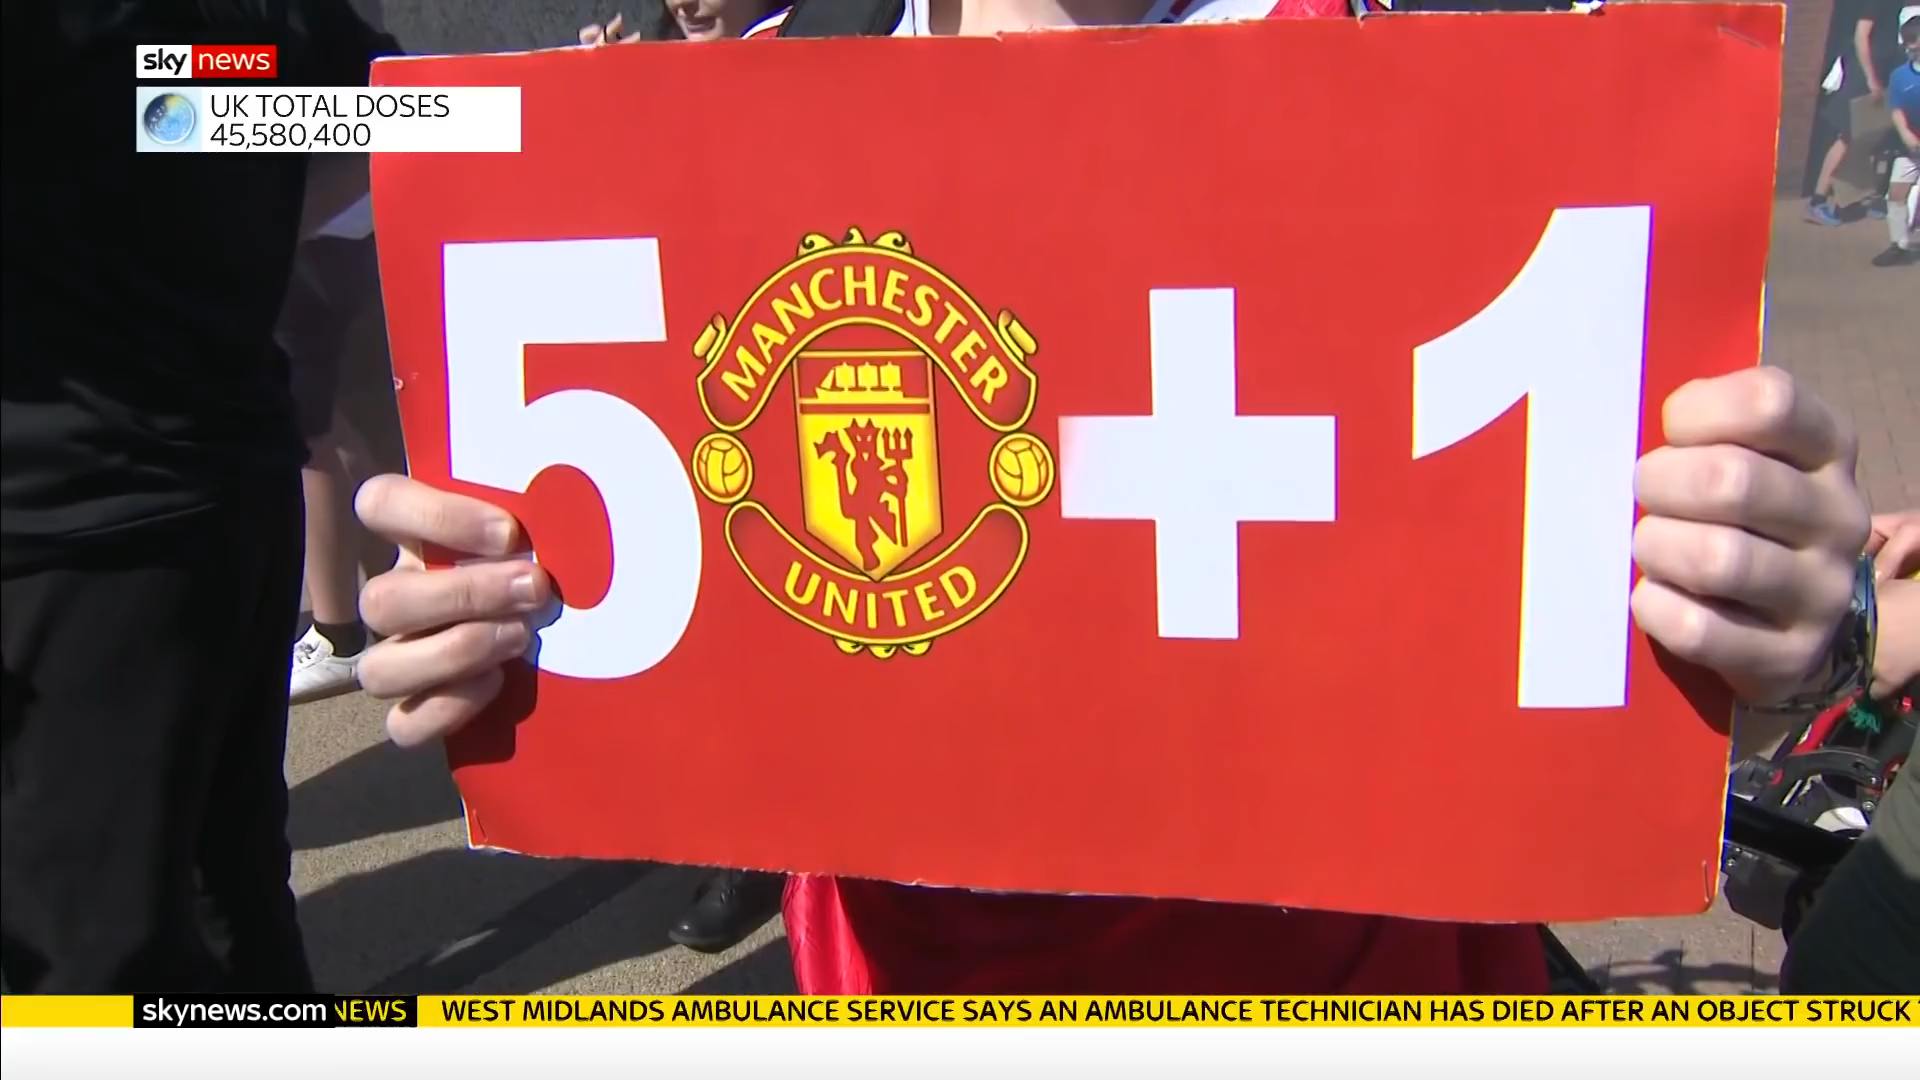 sky news
UK TOTAL DOSES
45,580,400
5 + 1
MANCHESTER
UNITED
skynews.com NEWS WEST MIDLANDS AMBULANCE SERVICE SAYS AN AMBULANCE TECHNICIAN HAS DIED AFTER AN OBJECT STRUCK